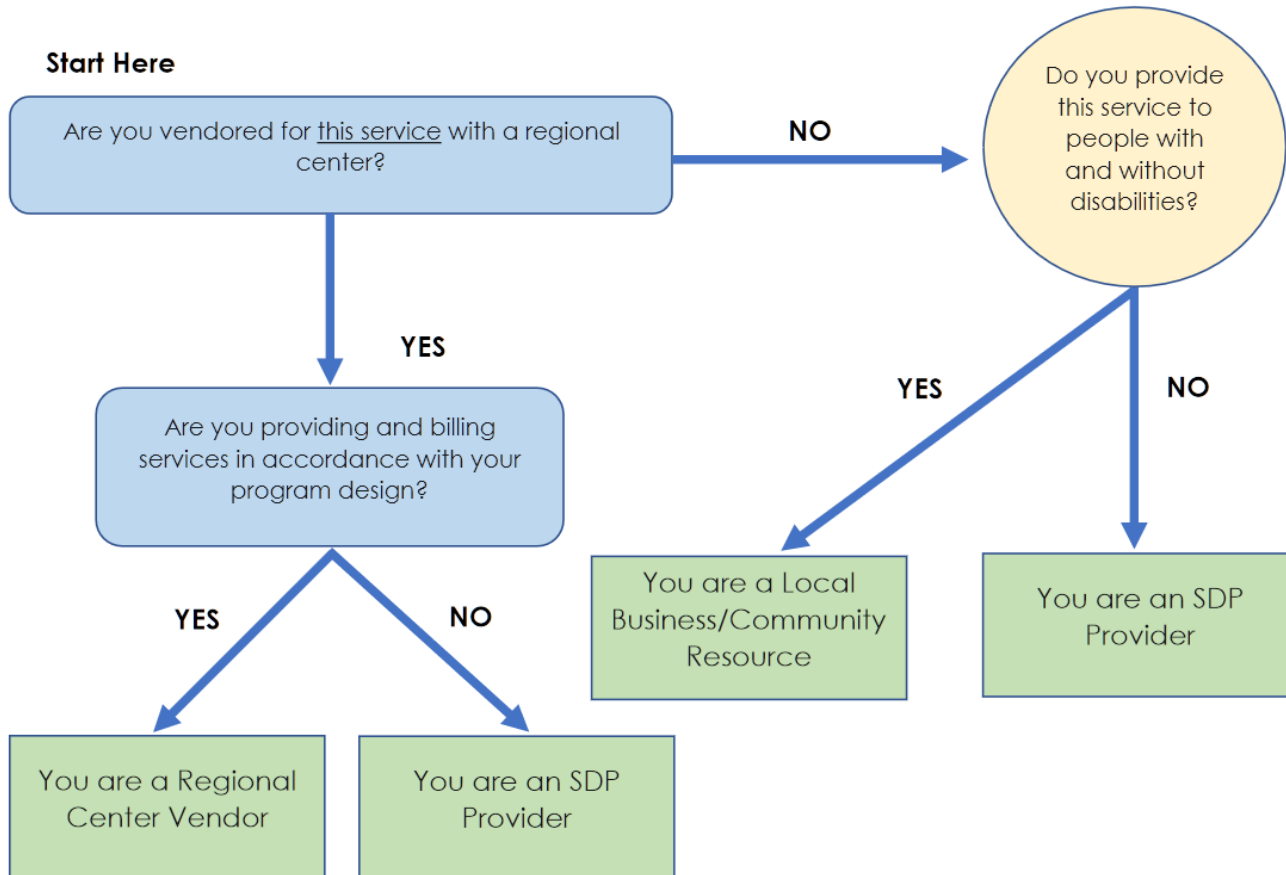 Start Here
Are you vendored for this service with a regional
center?
NO
Do you provide
this service to
people with
and without
disabilities?
YES
Are you providing and billing
services in accordance with your
program design?
YES
NO
You are a Regional
Center Vendor
You are an SDP
Provider
YES
NO
You are a Local
Business/Community
Resource
You are an SDP
Provider